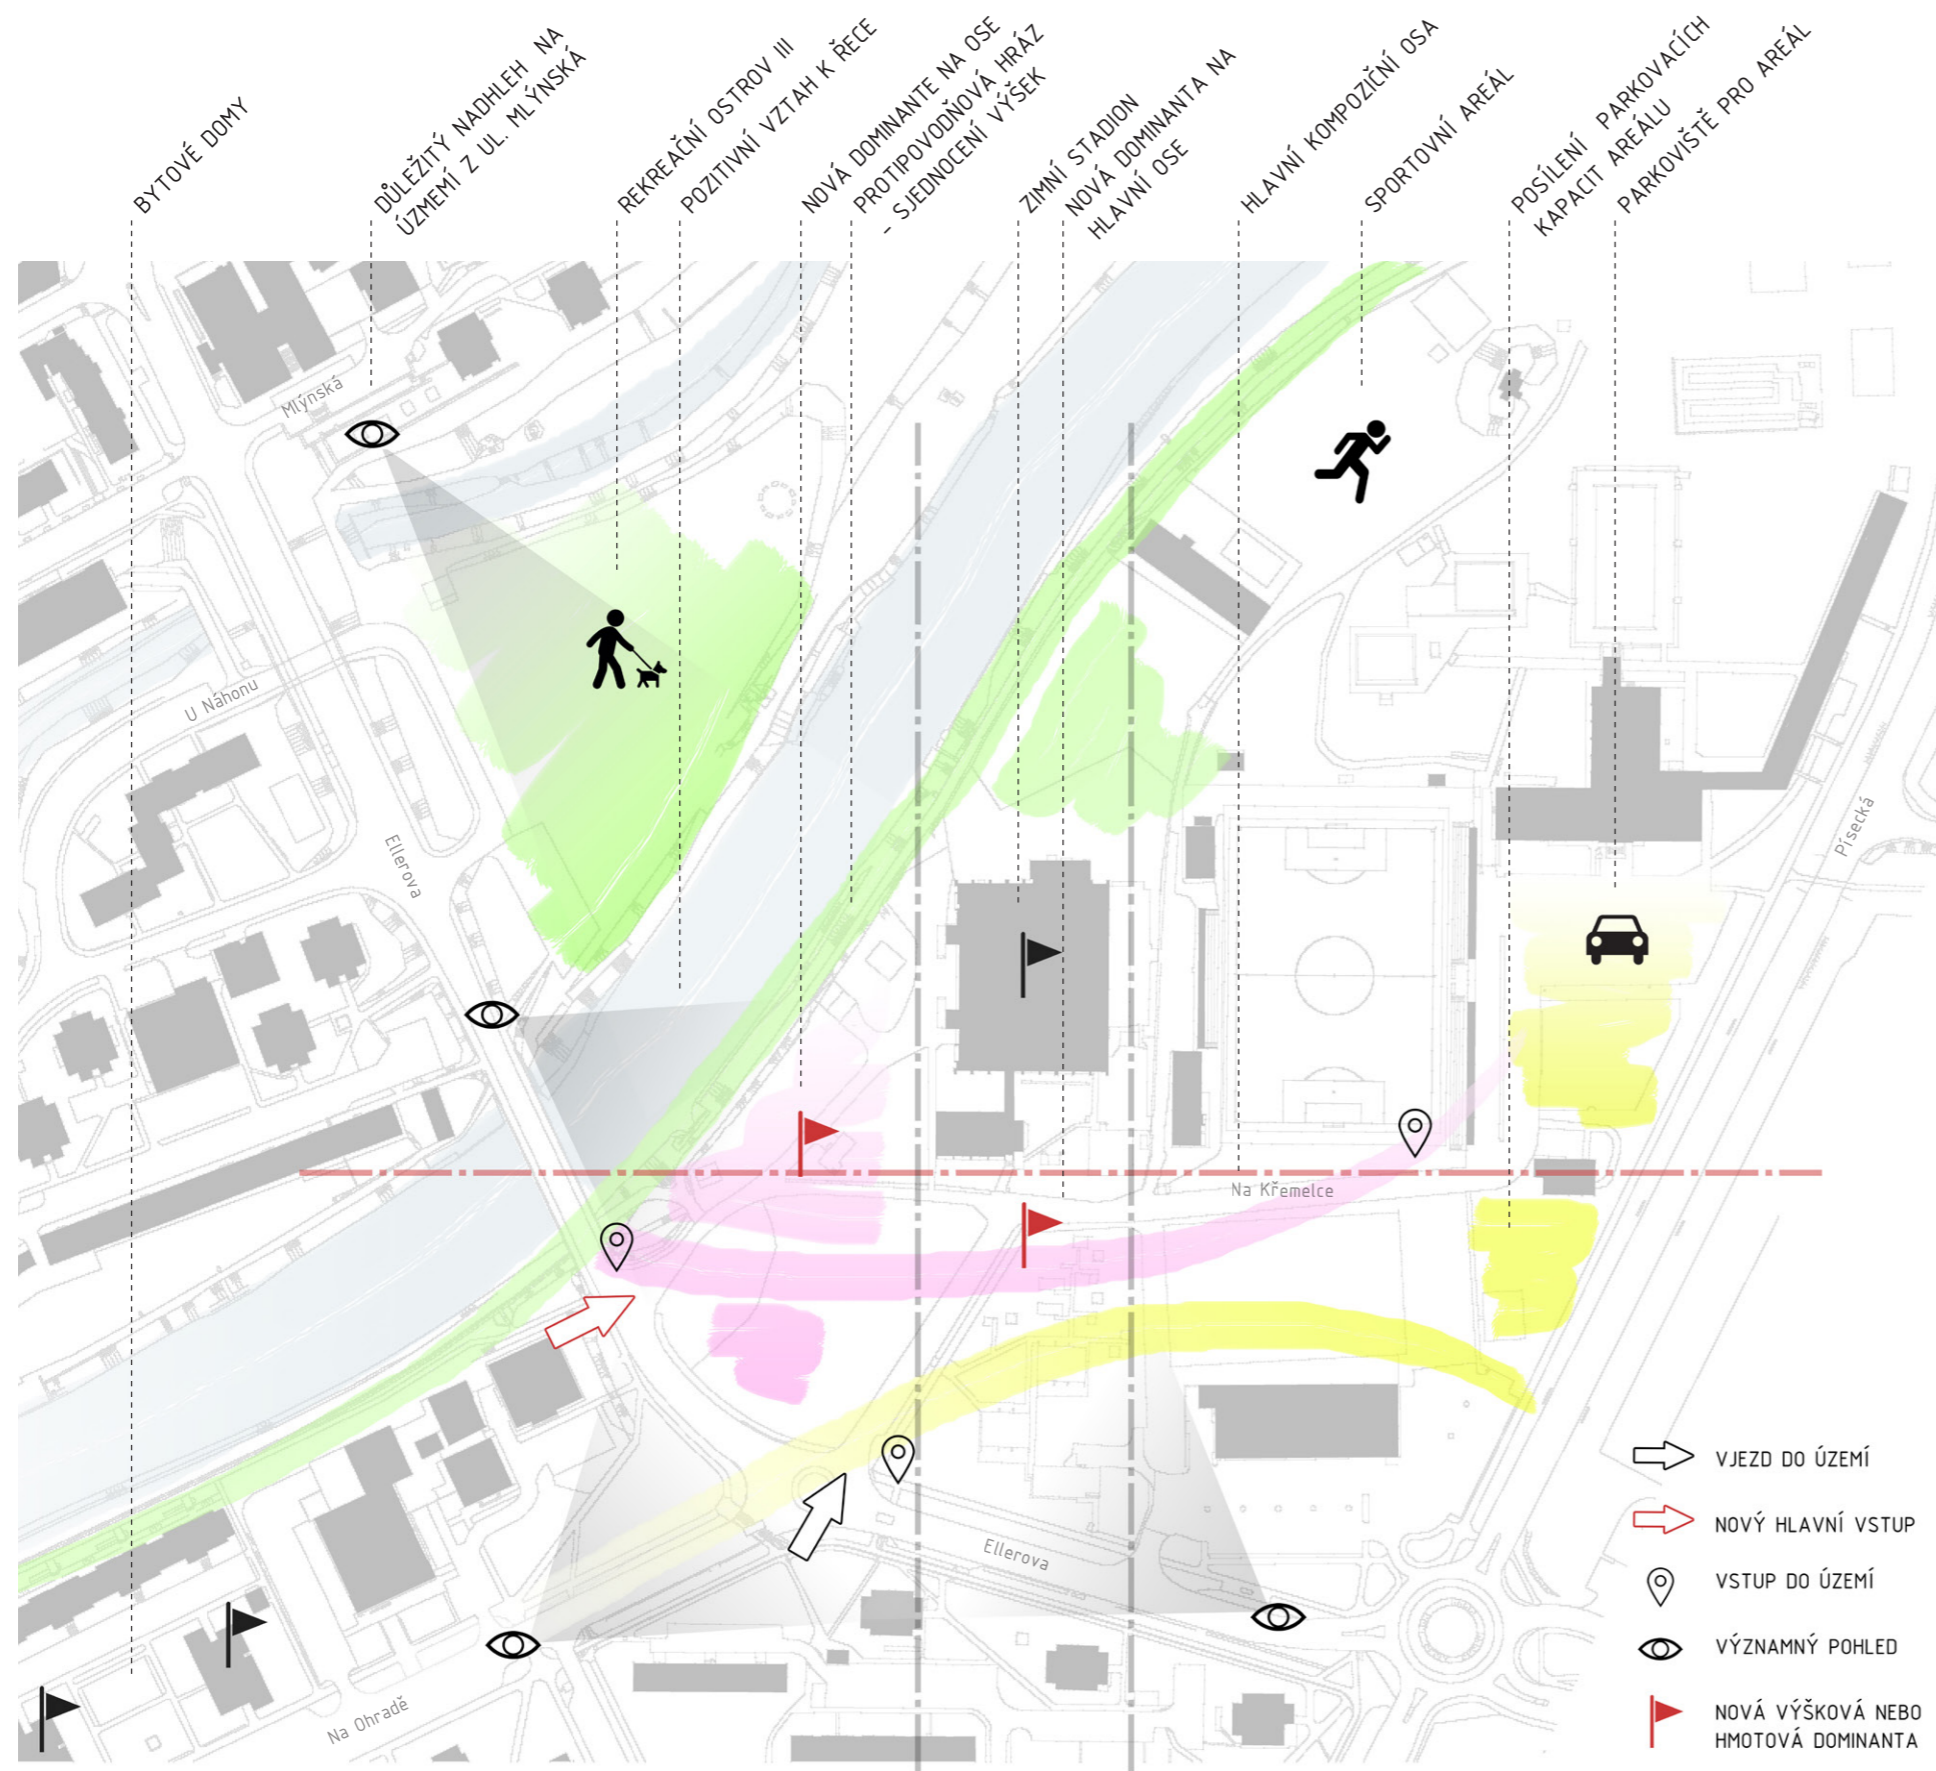 BYTOVÉ DOMY
DŮLEŽITÝ NADHLEH NA
ÚZMEMÍ Z UL. MLÝNSKÁ
REKREAČNÍ OSTROV III
POZITIVNÍ VZTAH K ŘECE
NOVÁ DOMINANTE NA OSE
PROTIPOVODŇOVÁ HRÁZ
- SJEDNOCENÍ VÝŠEK
ZIMNÍ STADION
NOVÁ DOMINANTA NA
HLAVNÍ OSE
HLAVNÍ KOMPOZIČNÍ OSA
SPORTOVNÍ AREÁL
POSÍLENÍ PARKOVACÍCH
KAPACIT AREÁLU
PARKOVIŠTĚ PRO AREÁL
Mlýnská
U Náhonu
Ellerova
Písecká
Na Křemelce
Ellerova
Na Ohradě
VJEZD DO ÚZEMÍ
NOVÝ HLAVNÍ VSTUP
VSTUP DO ÚZEMÍ
VÝZNAMNÝ POHLED
NOVÁ VÝŠKOVÁ NEBO
HMOTOVÁ DOMINANTA